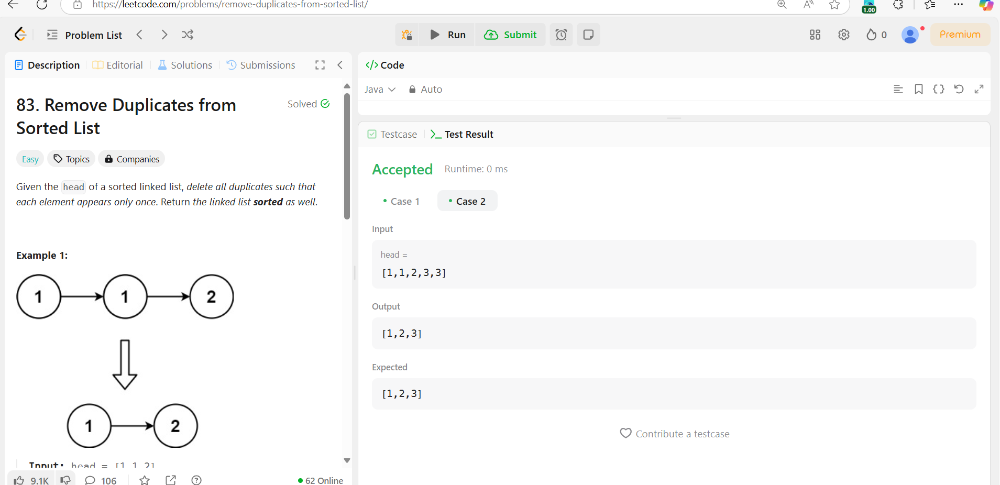 https://leetcode.com/problems/remove-duplicates-from-sorted-list/
1.00
Problem List
Run
Submit
0
Premium
Description
Editorial
Solutions
Submissions
83. Remove Duplicates from
Sorted List
Solved
Easy
Topics
Companies
Given the head of a sorted linked list, delete all duplicates such that
each element appears only once. Return the linked list sorted as well.
Example 1:
1 1 2
1 2
Input: head = [1,1,2]
9.1K
106
62 Online
Code
Java
Auto
Testcase
Test Result
Accepted
Runtime: 0 ms
Case 1
Case 2
Input
head =
[1,1,2,3,3]
Output
[1,2,3]
Expected
[1,2,3]
Contribute a testcase